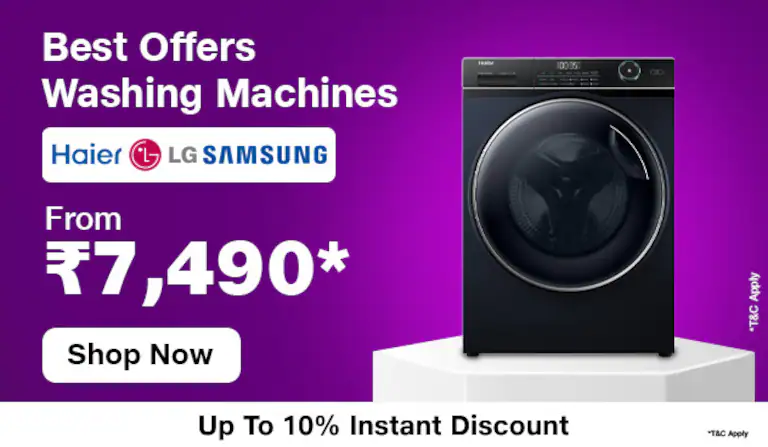 Best Offers
Washing Machines
Haier LG SAMSUNG
From
₹7,490*
Shop Now
Haier
*T&C Apply
Up To 10% Instant Discount
*T&C Apply